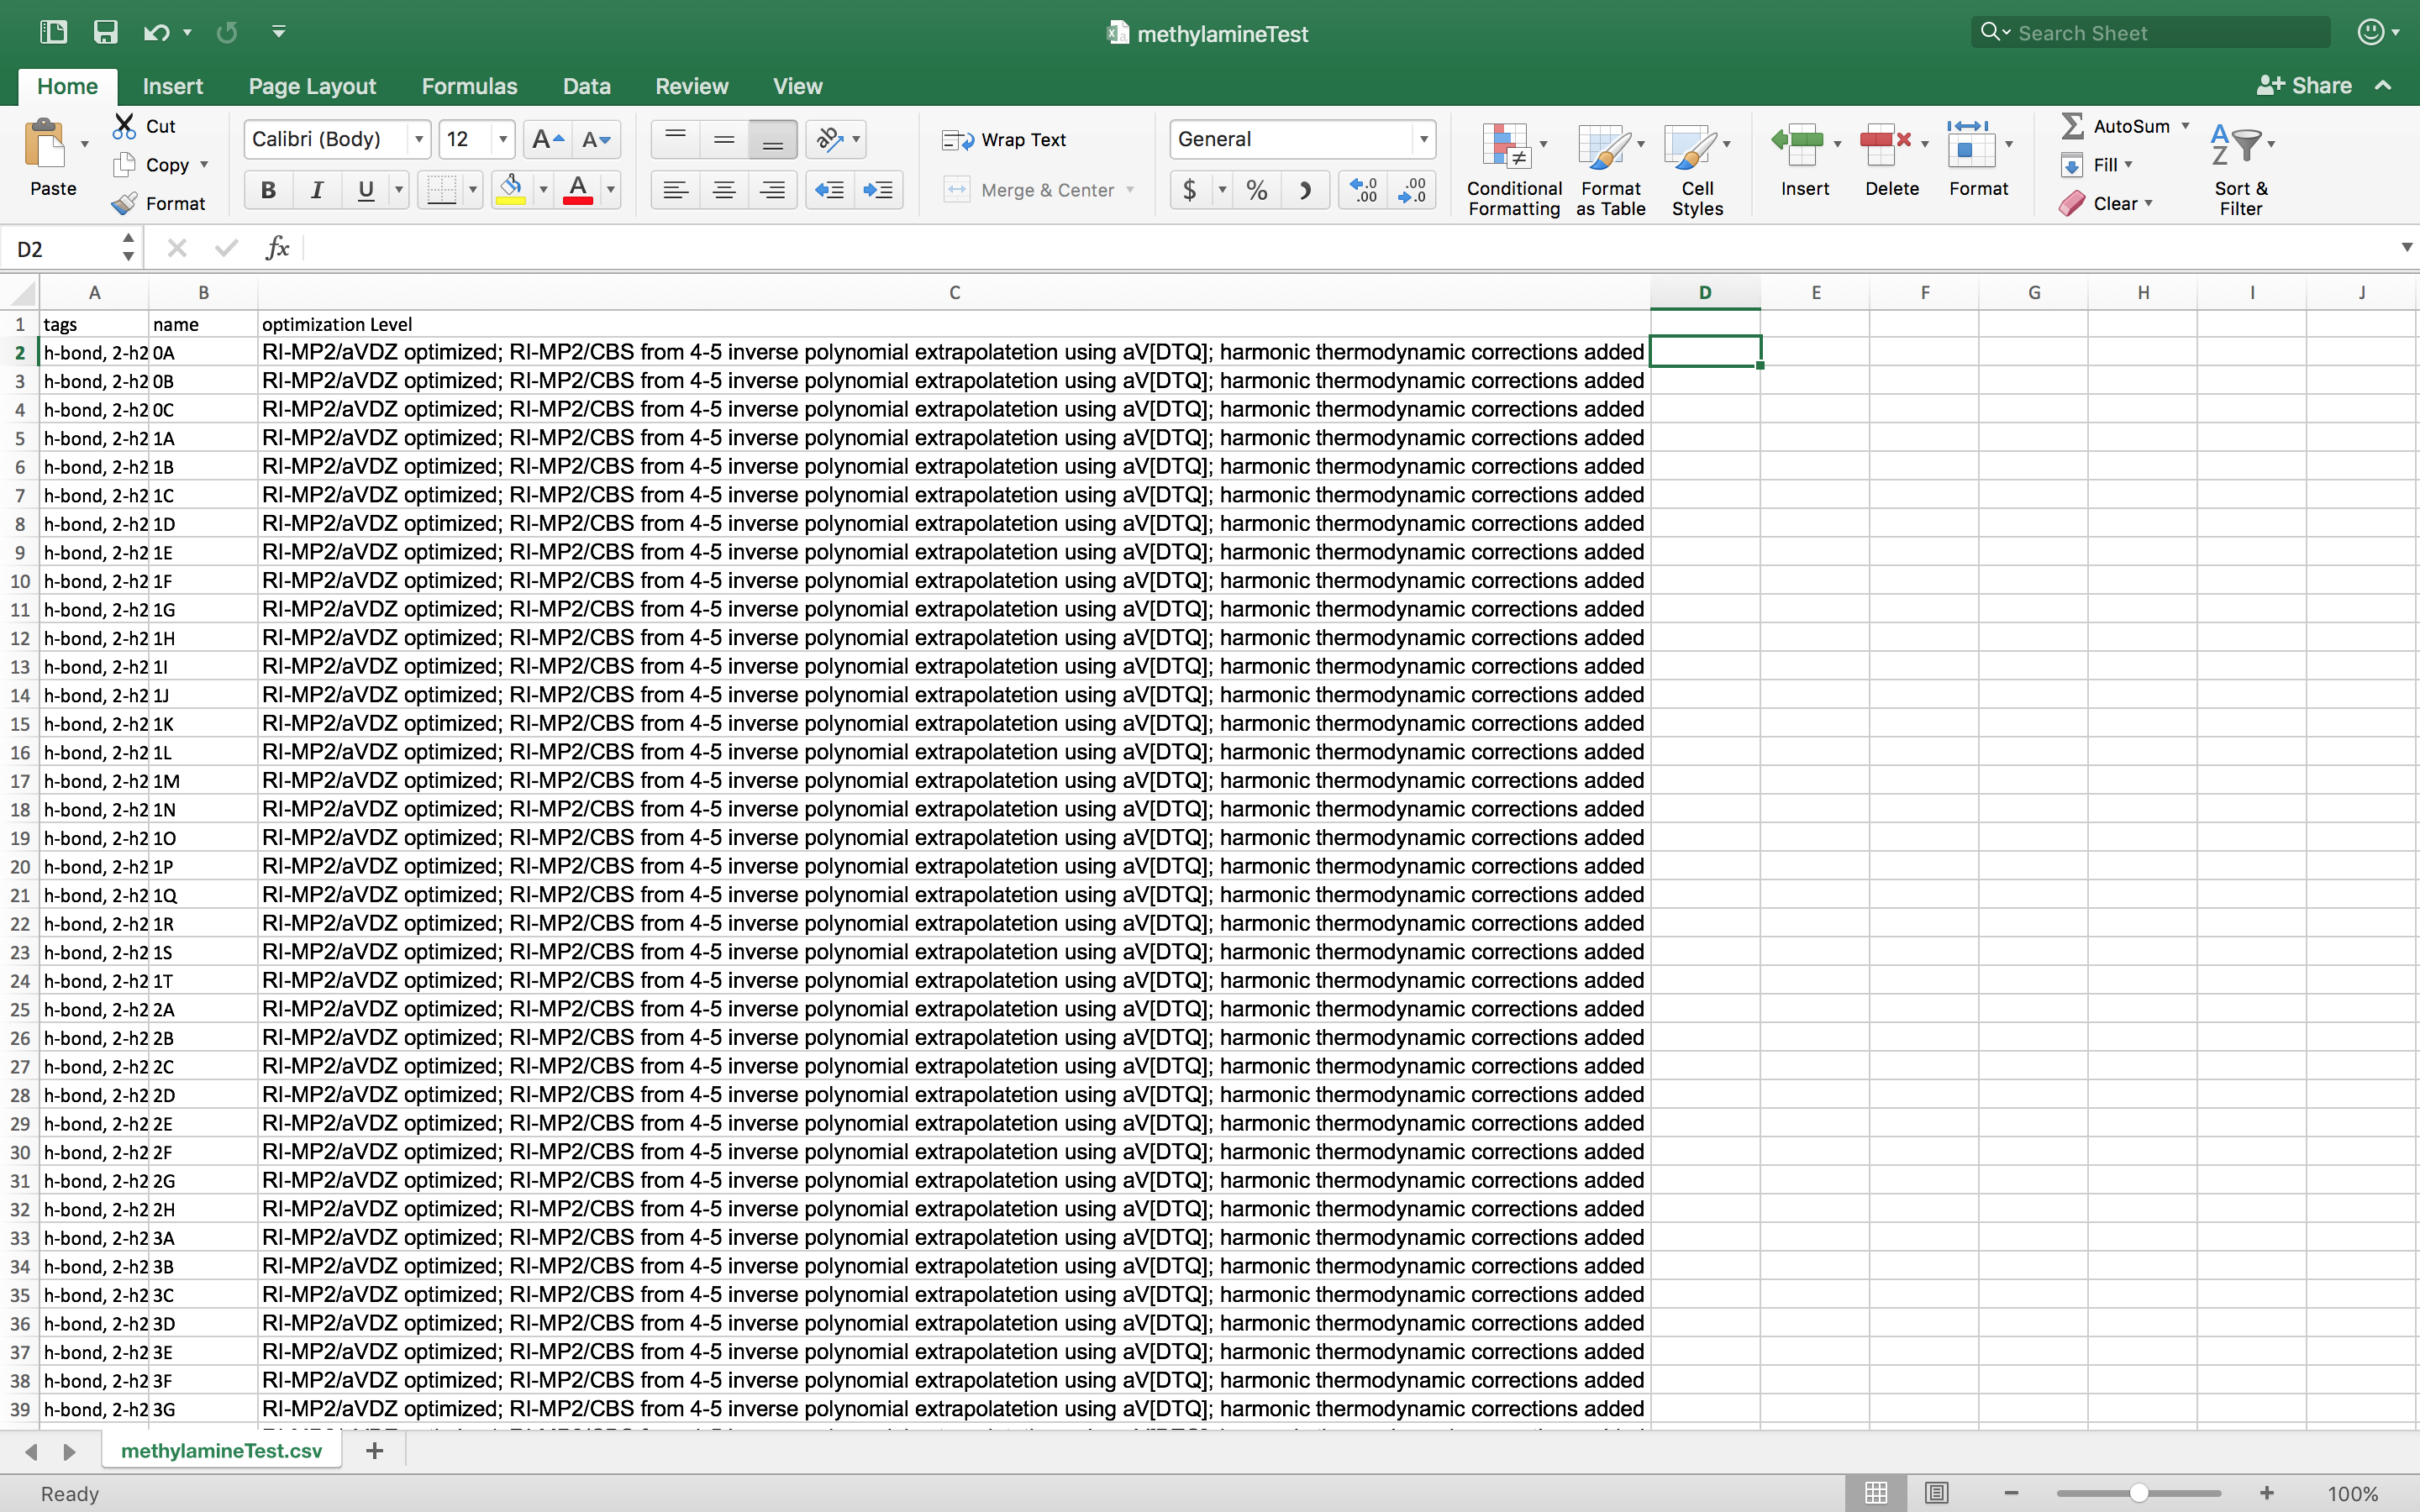 methylamineTest
Search Sheet
Home Insert Page Layout Formulas Data Review View Share
Paste Cut Copy Format
Calibri (Body) 12
Wrap Text
Merge & Center
General
Conditional Formatting Format as Table Cell Styles
Insert Delete Format
AutoSum Fill Clear
Sort & Filter
D2 fx
A B C D E F G H I J
1 tags name optimization Level
2 h-bond, 2-h2 0A RI-MP2/aVDZ optimized; RI-MP2/CBS from 4-5 inverse polynomial extrapolatetion using aV[DTQ]; harmonic thermodynamic corrections added
3 h-bond, 2-h2 0B RI-MP2/aVDZ optimized; RI-MP2/CBS from 4-5 inverse polynomial extrapolatetion using aV[DTQ]; harmonic thermodynamic corrections added
4 h-bond, 2-h2 0C RI-MP2/aVDZ optimized; RI-MP2/CBS from 4-5 inverse polynomial extrapolatetion using aV[DTQ]; harmonic thermodynamic corrections added
5 h-bond, 2-h2 1A RI-MP2/aVDZ optimized; RI-MP2/CBS from 4-5 inverse polynomial extrapolatetion using aV[DTQ]; harmonic thermodynamic corrections added
6 h-bond, 2-h2 1B RI-MP2/aVDZ optimized; RI-MP2/CBS from 4-5 inverse polynomial extrapolatetion using aV[DTQ]; harmonic thermodynamic corrections added
7 h-bond, 2-h2 1C RI-MP2/aVDZ optimized; RI-MP2/CBS from 4-5 inverse polynomial extrapolatetion using aV[DTQ]; harmonic thermodynamic corrections added
8 h-bond, 2-h2 1D RI-MP2/aVDZ optimized; RI-MP2/CBS from 4-5 inverse polynomial extrapolatetion using aV[DTQ]; harmonic thermodynamic corrections added
9 h-bond, 2-h2 1E RI-MP2/aVDZ optimized; RI-MP2/CBS from 4-5 inverse polynomial extrapolatetion using aV[DTQ]; harmonic thermodynamic corrections added
10 h-bond, 2-h2 1F RI-MP2/aVDZ optimized; RI-MP2/CBS from 4-5 inverse polynomial extrapolatetion using aV[DTQ]; harmonic thermodynamic corrections added
11 h-bond, 2-h2 1G RI-MP2/aVDZ optimized; RI-MP2/CBS from 4-5 inverse polynomial extrapolatetion using aV[DTQ]; harmonic thermodynamic corrections added
12 h-bond, 2-h2 1H RI-MP2/aVDZ optimized; RI-MP2/CBS from 4-5 inverse polynomial extrapolatetion using aV[DTQ]; harmonic thermodynamic corrections added
13 h-bond, 2-h2 1I RI-MP2/aVDZ optimized; RI-MP2/CBS from 4-5 inverse polynomial extrapolatetion using aV[DTQ]; harmonic thermodynamic corrections added
14 h-bond, 2-h2 1J RI-MP2/aVDZ optimized; RI-MP2/CBS from 4-5 inverse polynomial extrapolatetion using aV[DTQ]; harmonic thermodynamic corrections added
15 h-bond, 2-h2 1K RI-MP2/aVDZ optimized; RI-MP2/CBS from 4-5 inverse polynomial extrapolatetion using aV[DTQ]; harmonic thermodynamic corrections added
16 h-bond, 2-h2 1L RI-MP2/aVDZ optimized; RI-MP2/CBS from 4-5 inverse polynomial extrapolatetion using aV[DTQ]; harmonic thermodynamic corrections added
17 h-bond, 2-h2 1M RI-MP2/aVDZ optimized; RI-MP2/CBS from 4-5 inverse polynomial extrapolatetion using aV[DTQ]; harmonic thermodynamic corrections added
18 h-bond, 2-h2 1N RI-MP2/aVDZ optimized; RI-MP2/CBS from 4-5 inverse polynomial extrapolatetion using aV[DTQ]; harmonic thermodynamic corrections added
19 h-bond, 2-h2 1O RI-MP2/aVDZ optimized; RI-MP2/CBS from 4-5 inverse polynomial extrapolatetion using aV[DTQ]; harmonic thermodynamic corrections added
20 h-bond, 2-h2 1P RI-MP2/aVDZ optimized; RI-MP2/CBS from 4-5 inverse polynomial extrapolatetion using aV[DTQ]; harmonic thermodynamic corrections added
21 h-bond, 2-h2 1Q RI-MP2/aVDZ optimized; RI-MP2/CBS from 4-5 inverse polynomial extrapolatetion using aV[DTQ]; harmonic thermodynamic corrections added
22 h-bond, 2-h2 1R RI-MP2/aVDZ optimized; RI-MP2/CBS from 4-5 inverse polynomial extrapolatetion using aV[DTQ]; harmonic thermodynamic corrections added
23 h-bond, 2-h2 1S RI-MP2/aVDZ optimized; RI-MP2/CBS from 4-5 inverse polynomial extrapolatetion using aV[DTQ]; harmonic thermodynamic corrections added
24 h-bond, 2-h2 1T RI-MP2/aVDZ optimized; RI-MP2/CBS from 4-5 inverse polynomial extrapolatetion using aV[DTQ]; harmonic thermodynamic corrections added
25 h-bond, 2-h2 2A RI-MP2/aVDZ optimized; RI-MP2/CBS from 4-5 inverse polynomial extrapolatetion using aV[DTQ]; harmonic thermodynamic corrections added
26 h-bond, 2-h2 2B RI-MP2/aVDZ optimized; RI-MP2/CBS from 4-5 inverse polynomial extrapolatetion using aV[DTQ]; harmonic thermodynamic corrections added
27 h-bond, 2-h2 2C RI-MP2/aVDZ optimized; RI-MP2/CBS from 4-5 inverse polynomial extrapolatetion using aV[DTQ]; harmonic thermodynamic corrections added
28 h-bond, 2-h2 2D RI-MP2/aVDZ optimized; RI-MP2/CBS from 4-5 inverse polynomial extrapolatetion using aV[DTQ]; harmonic thermodynamic corrections added
29 h-bond, 2-h2 2E RI-MP2/aVDZ optimized; RI-MP2/CBS from 4-5 inverse polynomial extrapolatetion using aV[DTQ]; harmonic thermodynamic corrections added
30 h-bond, 2-h2 2F RI-MP2/aVDZ optimized; RI-MP2/CBS from 4-5 inverse polynomial extrapolatetion using aV[DTQ]; harmonic thermodynamic corrections added
31 h-bond, 2-h2 2G RI-MP2/aVDZ optimized; RI-MP2/CBS from 4-5 inverse polynomial extrapolatetion using aV[DTQ]; harmonic thermodynamic corrections added
32 h-bond, 2-h2 2H RI-MP2/aVDZ optimized; RI-MP2/CBS from 4-5 inverse polynomial extrapolatetion using aV[DTQ]; harmonic thermodynamic corrections added
33 h-bond, 2-h2 3A RI-MP2/aVDZ optimized; RI-MP2/CBS from 4-5 inverse polynomial extrapolatetion using aV[DTQ]; harmonic thermodynamic corrections added
34 h-bond, 2-h2 3B RI-MP2/aVDZ optimized; RI-MP2/CBS from 4-5 inverse polynomial extrapolatetion using aV[DTQ]; harmonic thermodynamic corrections added
35 h-bond, 2-h2 3C RI-MP2/aVDZ optimized; RI-MP2/CBS from 4-5 inverse polynomial extrapolatetion using aV[DTQ]; harmonic thermodynamic corrections added
36 h-bond, 2-h2 3D RI-MP2/aVDZ optimized; RI-MP2/CBS from 4-5 inverse polynomial extrapolatetion using aV[DTQ]; harmonic thermodynamic corrections added
37 h-bond, 2-h2 3E RI-MP2/aVDZ optimized; RI-MP2/CBS from 4-5 inverse polynomial extrapolatetion using aV[DTQ]; harmonic thermodynamic corrections added
38 h-bond, 2-h2 3F RI-MP2/aVDZ optimized; RI-MP2/CBS from 4-5 inverse polynomial extrapolatetion using aV[DTQ]; harmonic thermodynamic corrections added
39 h-bond, 2-h2 3G RI-MP2/aVDZ optimized; RI-MP2/CBS from 4-5 inverse polynomial extrapolatetion using aV[DTQ]; harmonic thermodynamic corrections added
methylamineTest.csv
Ready 100%